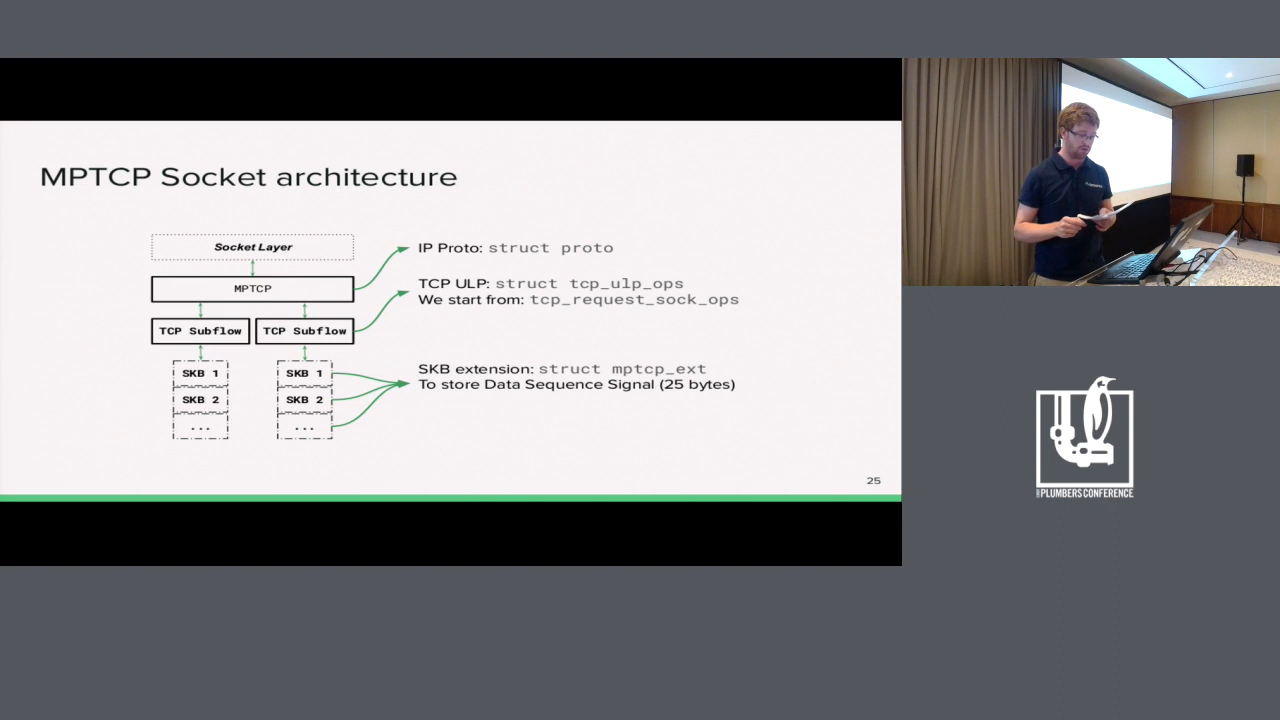 MPTCP Socket architecture
Socket Layer
MPTCP
TCP Subflow
TCP Subflow
SKB 1
SKB 2
...
SKB 1
SKB 2
...
IP Proto: struct proto
TCP ULP: struct tcp_ulp_ops
We start from: tcp_request_sock_ops
SKB extension: struct mptcp_ext
To store Data Sequence Signal (25 bytes)
25
PLUMBERS CONFERENCE